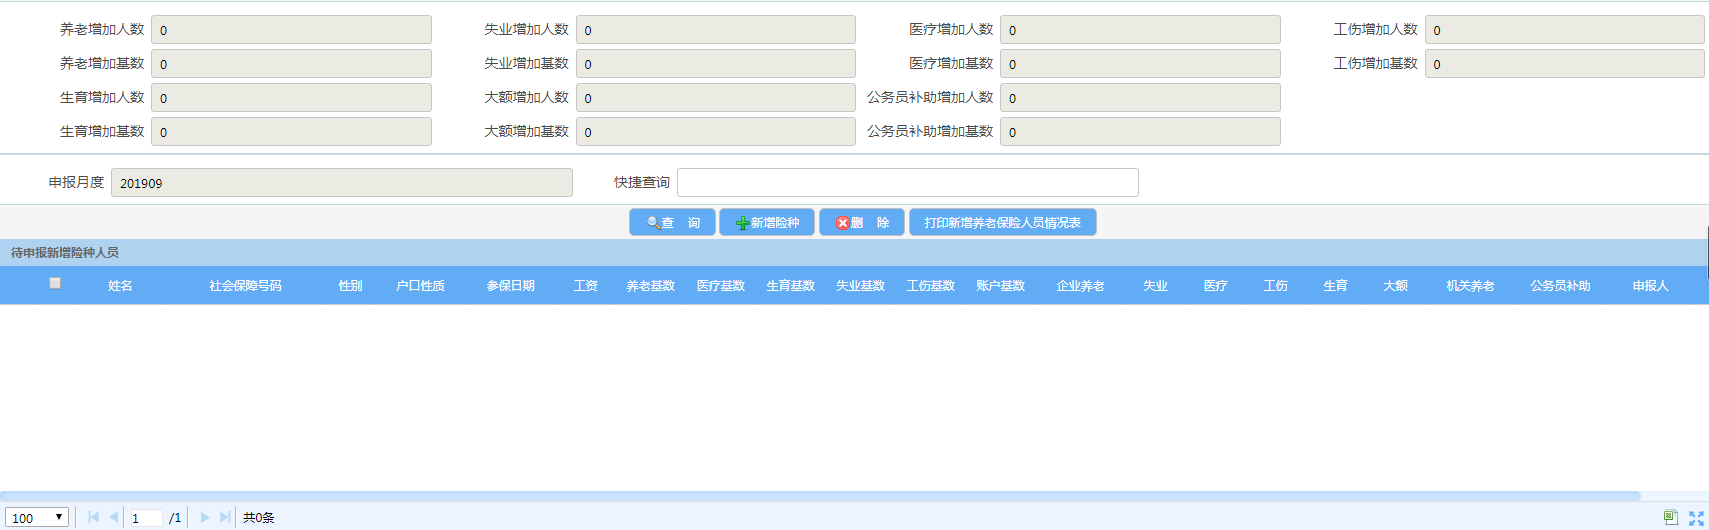 养老增加人数 0 失业增加人数 0 医疗增加人数 0 工伤增加人数 0
养老增加基数 0 失业增加基数 0 医疗增加基数 0 工伤增加基数 0
生育增加人数 0 大额增加人数 0 公务员补助增加人数 0
生育增加基数 0 大额增加基数 0 公务员补助增加基数 0
申报月度 201909 快捷查询
查 询 新增险种 删 除 打印新增养老保险人员情况表
待申报新增险种人员
姓名 社会保障号码 性别 户口性质 参保日期 工资 养老基数 医疗基数 生育基数 失业基数 工伤基数 账户基数 企业养老 失业 医疗 工伤 生育 大额 机关养老 公务员补助 申报人
100 1 /1 共0条